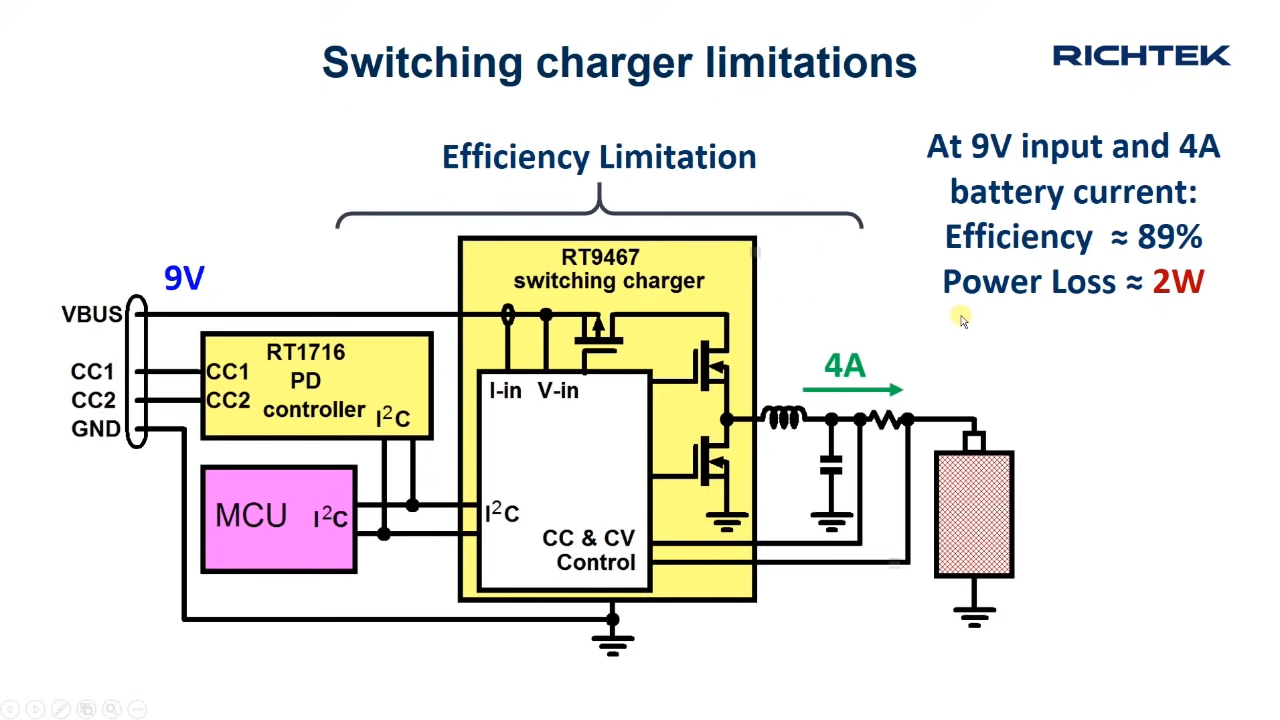 Switching charger limitations
RICHTEK
Efficiency Limitation
At 9V input and 4A
battery current:
Efficiency ≈ 89%
Power Loss ≈ 2W
9V
VBUS
CC1
CC2
GND
RT1716
PD
controller
CC1
CC2
I²C
MCU
I²C
RT9467
switching charger
I-in
V-in
I²C
CC & CV
Control
4A